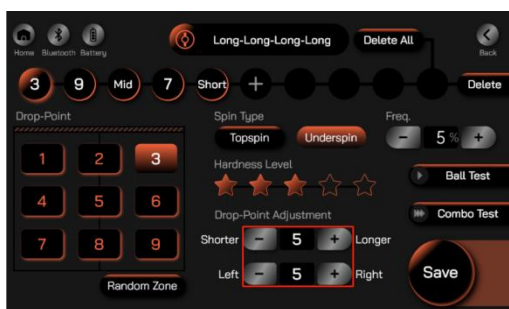 Long-Long-Long-Long
Delete All
Home Bluetooth Battery
Back
3 9 Mid 7 Short + Delete
Drop-Point
Spin Type
Freq.
Topspin Underspin
- 5 % +
1 2 3
Hardness Level
Ball Test
4 5 6
Drop-Point Adjustment
Combo Test
7 8 9
Shorter - 5 + Longer
Left - 5 + Right
Save
Random Zone